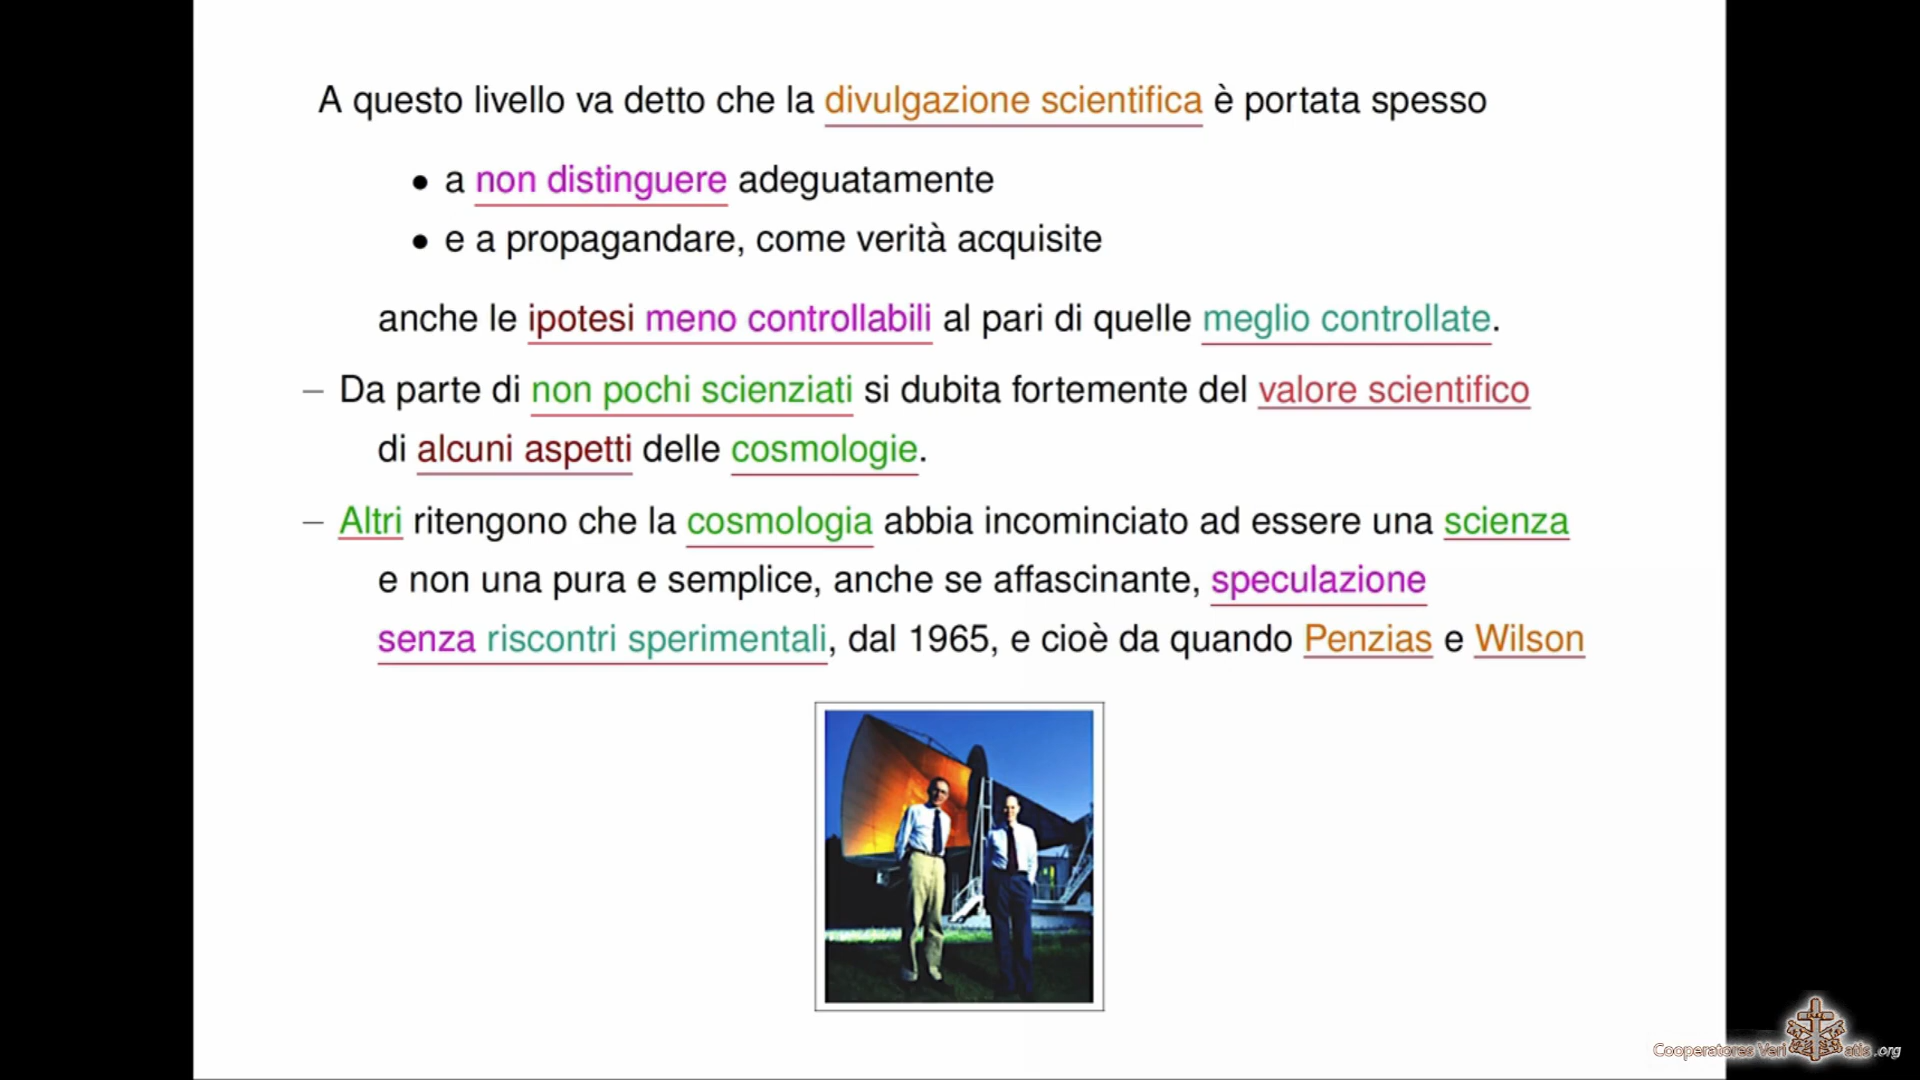 A questo livello va detto che la divulgazione scientifica è portata spesso
• a non distinguere adeguatamente
• e a propagandare, come verità acquisite
anche le ipotesi meno controllabili al pari di quelle meglio controllate.
– Da parte di non pochi scienziati si dubita fortemente del valore scientifico
di alcuni aspetti delle cosmologie.
– Altri ritengono che la cosmologia abbia incominciato ad essere una scienza
e non una pura e semplice, anche se affascinante, speculazione
senza riscontri sperimentali, dal 1965, e cioè da quando Penzias e Wilson
Cooperatores Veritatis.org